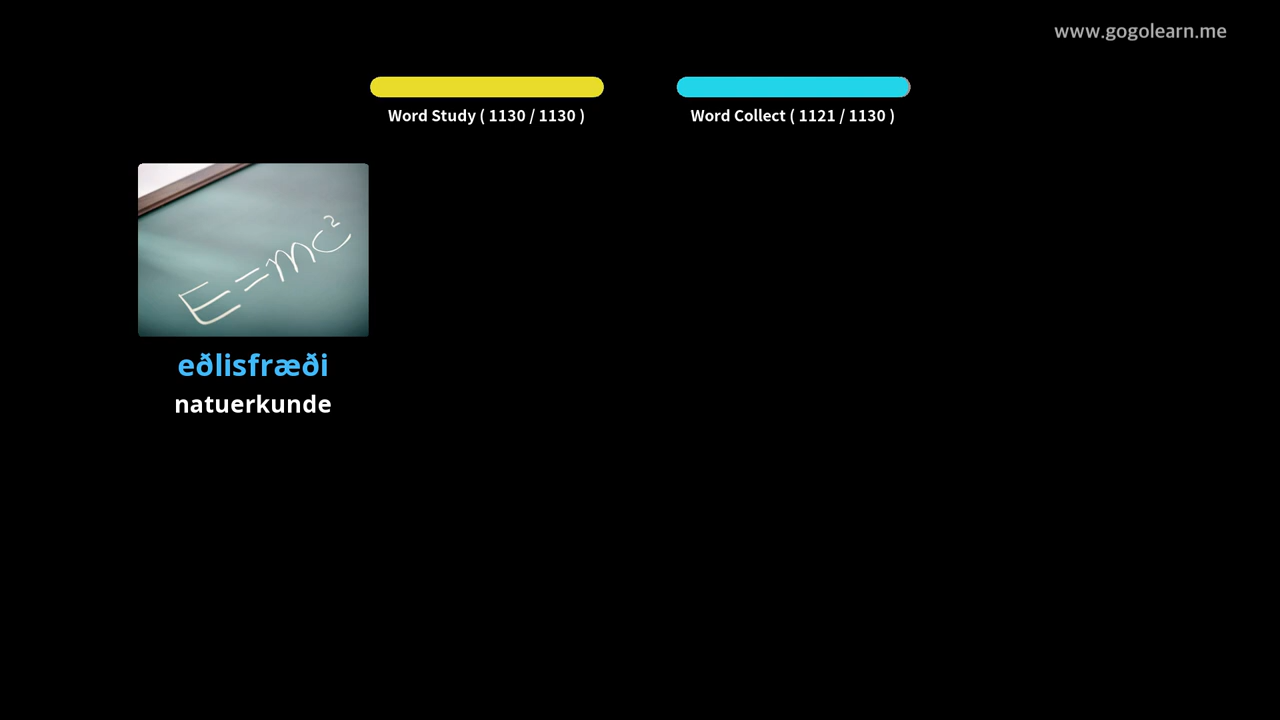 www.gogolearn.me
Word Study ( 1130 / 1130 )
Word Collect ( 1121 / 1130 )
E=mc²
eðlisfræði
natuerkunde